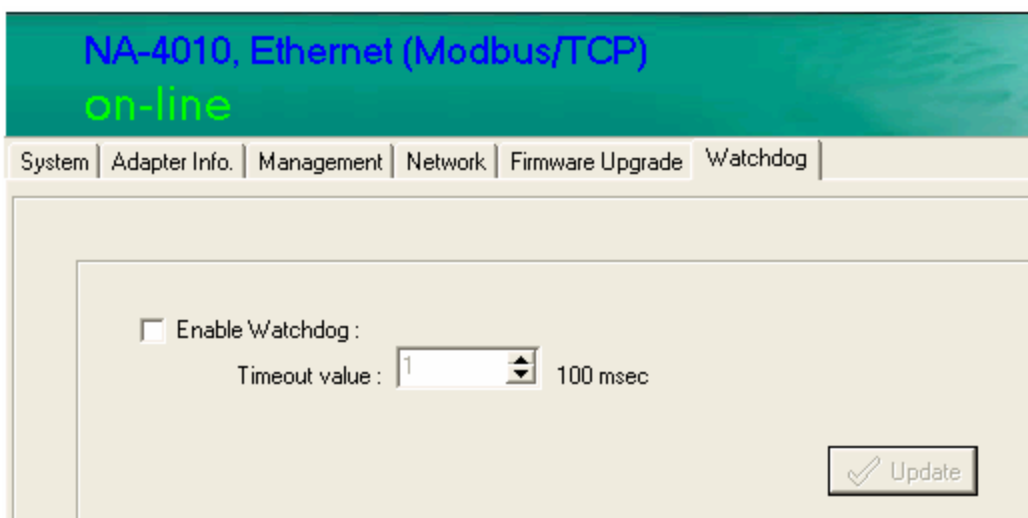 NA-4010, Ethernet (Modbus/TCP)
on-line
System Adapter Info. Management Network Firmware Upgrade Watchdog
Enable Watchdog :
Timeout value : 1 100 msec
Update